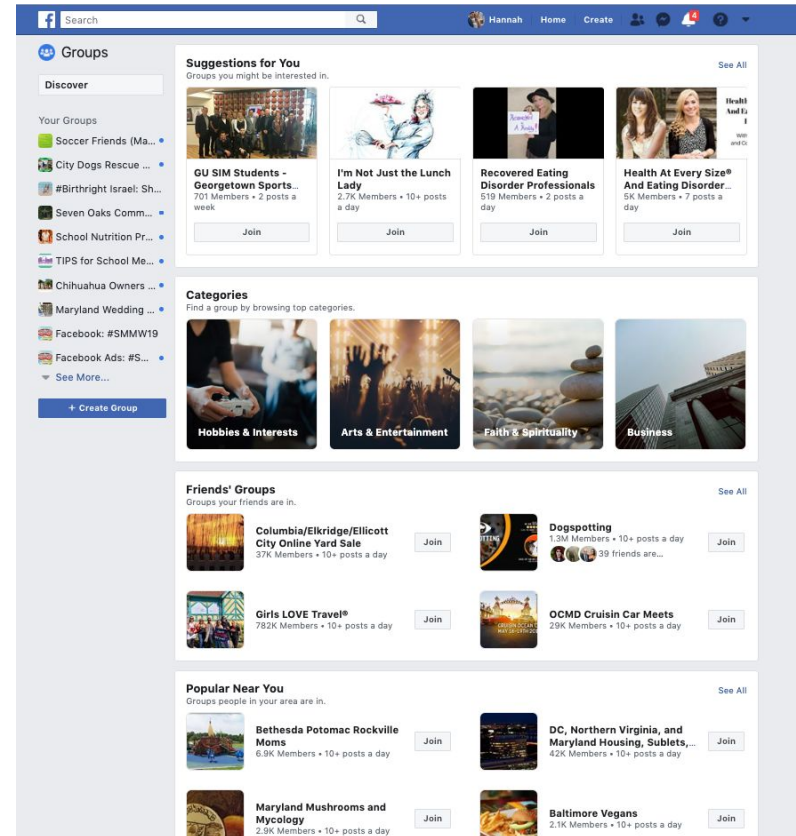 f
Search
Hannah
Home
Create
4
Groups
Discover
Your Groups
Soccer Friends (Ma...
City Dogs Rescue ...
#Birthright Israel: Sh...
Seven Oaks Comm...
School Nutrition Pr...
TIPS for School Me...
Chihuahua Owners ...
Maryland Wedding ...
Facebook: #SMMW19
Facebook Ads: #S...
See More...
+ Create Group
Suggestions for You
Groups you might be interested in.
See All
GU SIM Students -
Georgetown Sports...
701 Members • 2 posts a
week
Join
I'm Not Just the Lunch
Lady
2.7K Members • 10+ posts
a day
Join
Recovered
Recovered Eating
Disorder Professionals
519 Members • 2 posts a
day
Join
Health
And E
Health At Every Size®
And Eating Disorder...
5K Members • 7 posts a
day
Join
Categories
Find a group by browsing top categories.
Hobbies & Interests
Arts & Entertainment
Faith & Spirituality
Business
Friends' Groups
Groups your friends are in.
See All
Columbia/Elkridge/Ellicott
City Online Yard Sale
37K Members • 10+ posts a day
Join
Dogspotting
1.3M Members • 10+ posts a day
39 friends are...
Join
Girls LOVE Travel®
782K Members • 10+ posts a day
Join
OCMD Cruisin Car Meets
29K Members • 10+ posts a day
Join
Popular Near You
Groups people in your area are in.
See All
Bethesda Potomac Rockville
Moms
6.9K Members • 10+ posts a day
Join
DC, Northern Virginia, and
Maryland Housing, Sublets,...
42K Members • 10+ posts a day
Join
Maryland Mushrooms and
Mycology
2.9K Members • 10+ posts a day
Join
Baltimore Vegans
2.1K Members • 10+ posts a day
Join